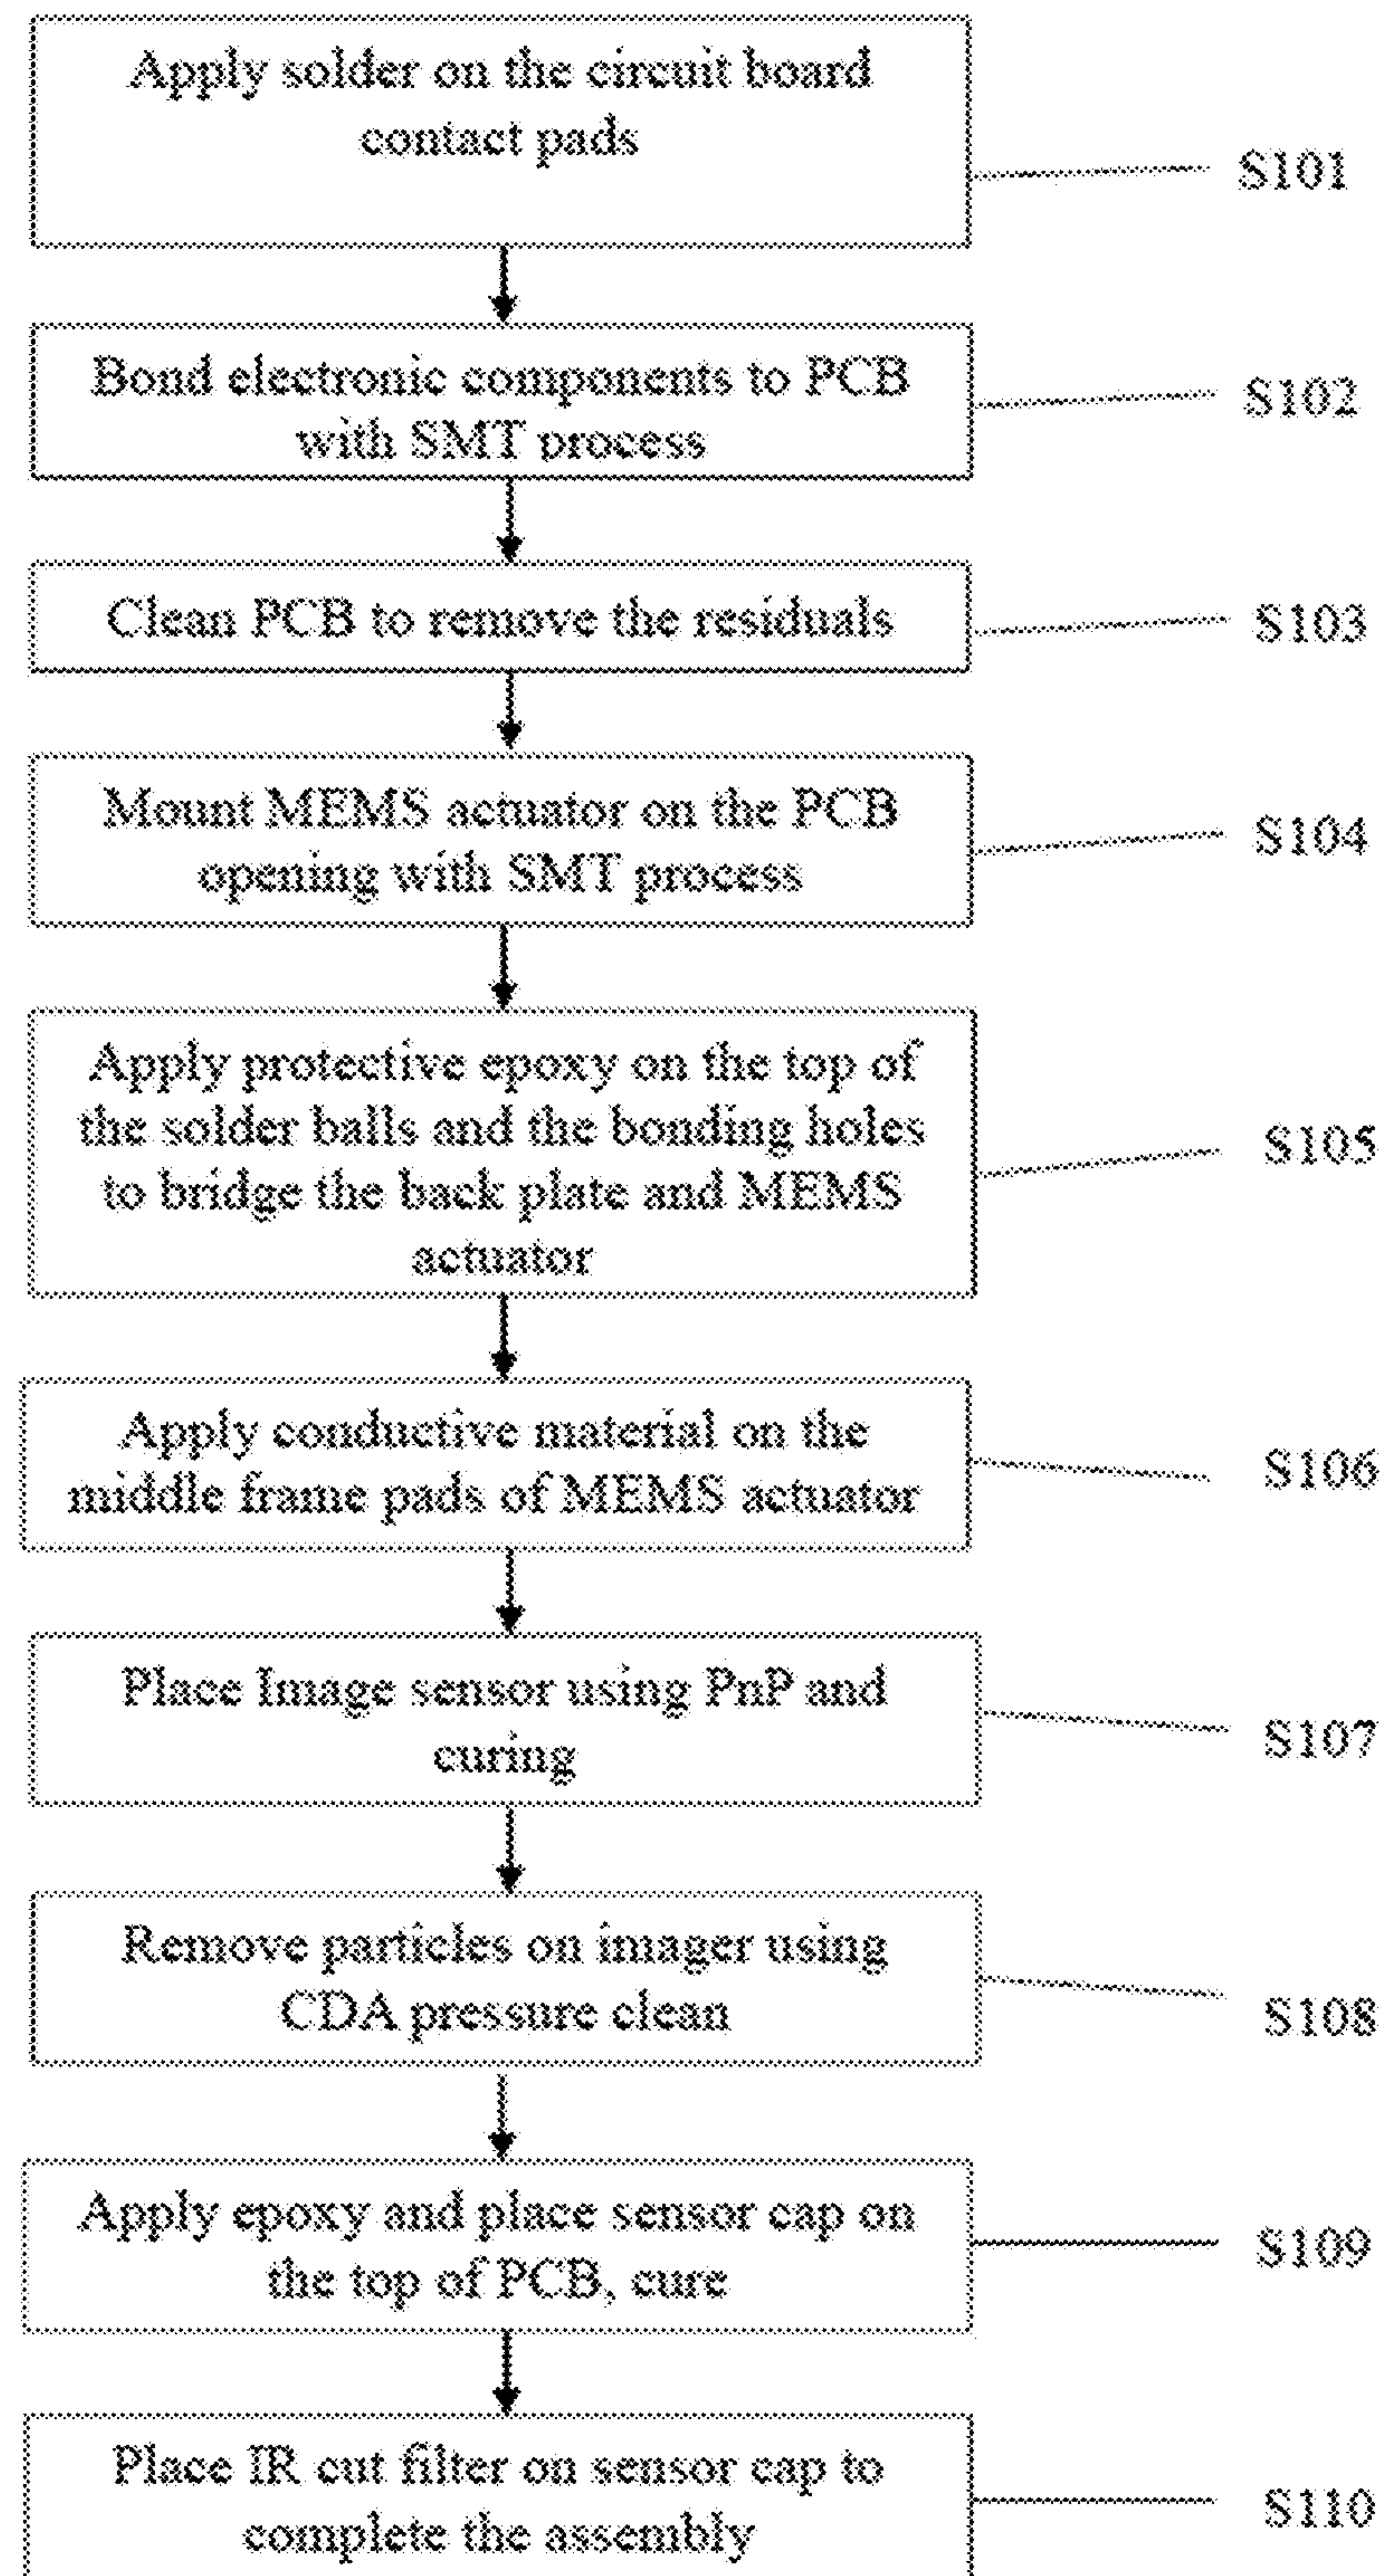 Apply solder on the circuit board
contact pads
S101
Bond electronic components to PCB
with SMT process
S102
Clean PCB to remove the residuals
S103
Mount MEMS actuator on the PCB
opening with SMT process
S104
Apply protective epoxy on the top of
the solder balls and the bonding holes
to bridge the back plate and MEMS
actuator
S105
Apply conductive material on the
middle frame pads of MEMS actuator
S106
Place Image sensor using PnP and
curing
S107
Remove particles on imager using
CDA pressure clean
S108
Apply epoxy and place sensor cap on
the top of PCB, cure
S109
Place IR cut filter on sensor cap to
complete the assembly
S110